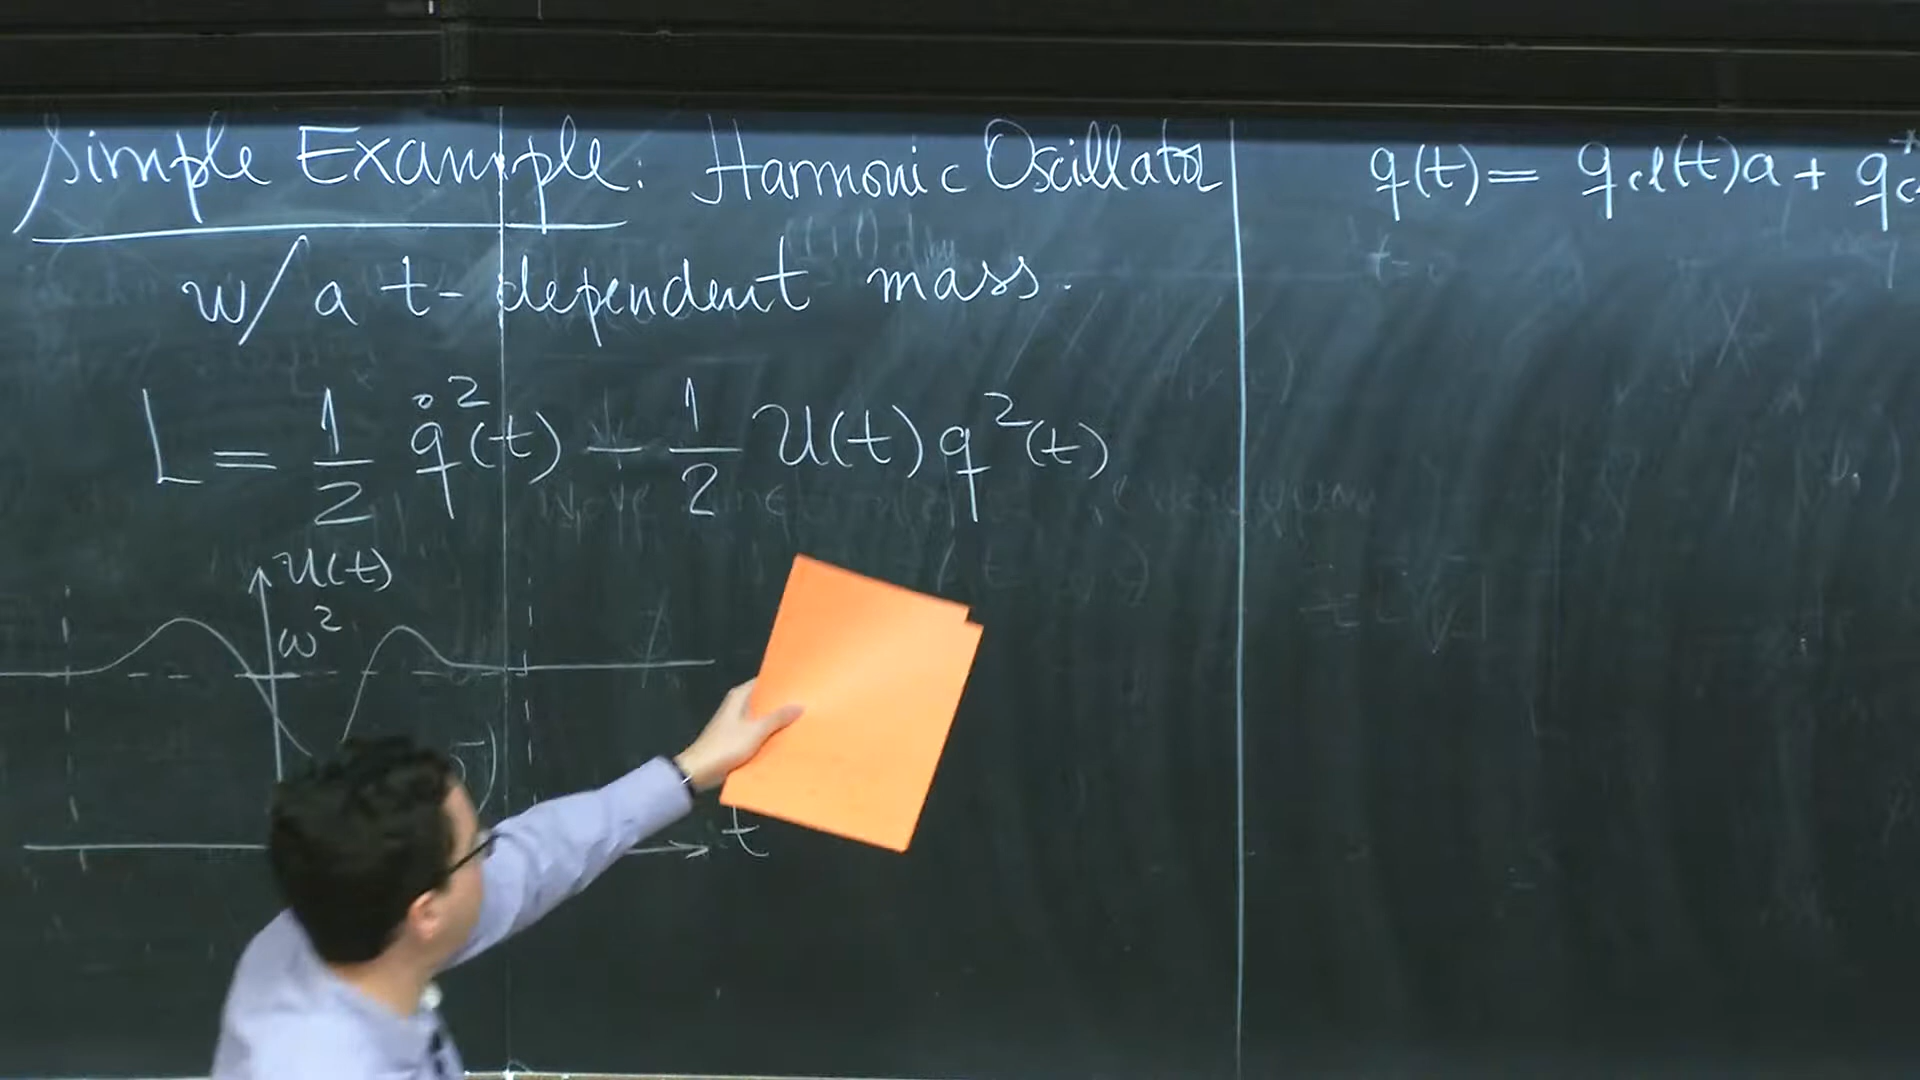 Simple Example: Harmonic Oscillator
w/ a t-dependent mass.
L = 1/2 q̇²(t) - 1/2 U(t) q²(t)
U(t)
ω²
t
q(t) = q_cl(t)a + q